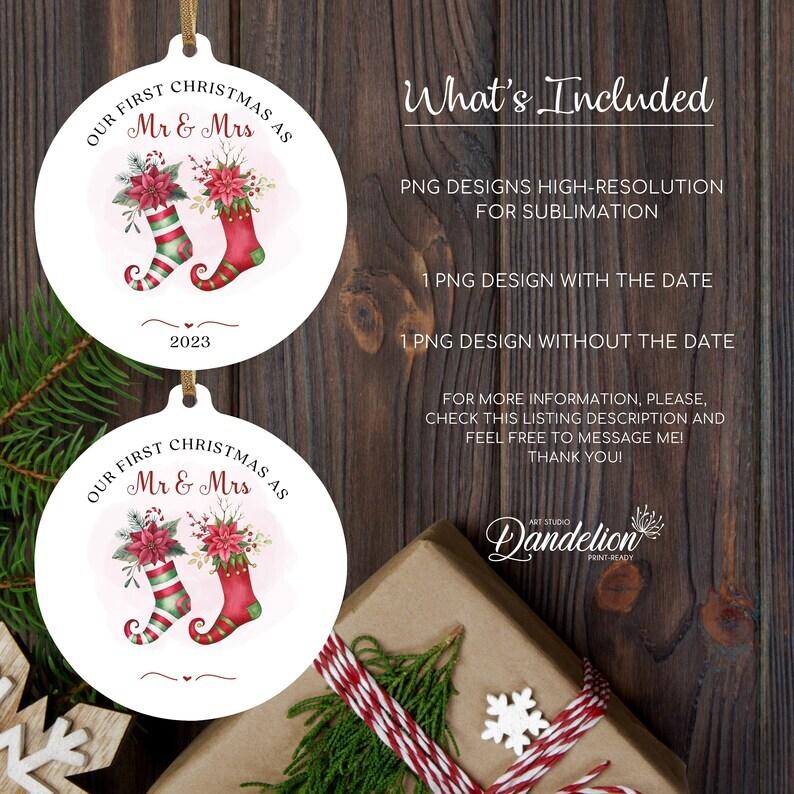 OUR FIRST CHRISTMAS AS
Mr & Mrs
2023
OUR FIRST CHRISTMAS AS
Mr & Mrs
What's Included
PNG DESIGNS HIGH-RESOLUTION
FOR SUBLIMATION
1 PNG DESIGN WITH THE DATE
1 PNG DESIGN WITHOUT THE DATE
FOR MORE INFORMATION, PLEASE,
CHECK THIS LISTING DESCRIPTION AND
FEEL FREE TO MESSAGE ME!
THANK YOU!
ART STUDIO
Dandelion
PRINT-READY